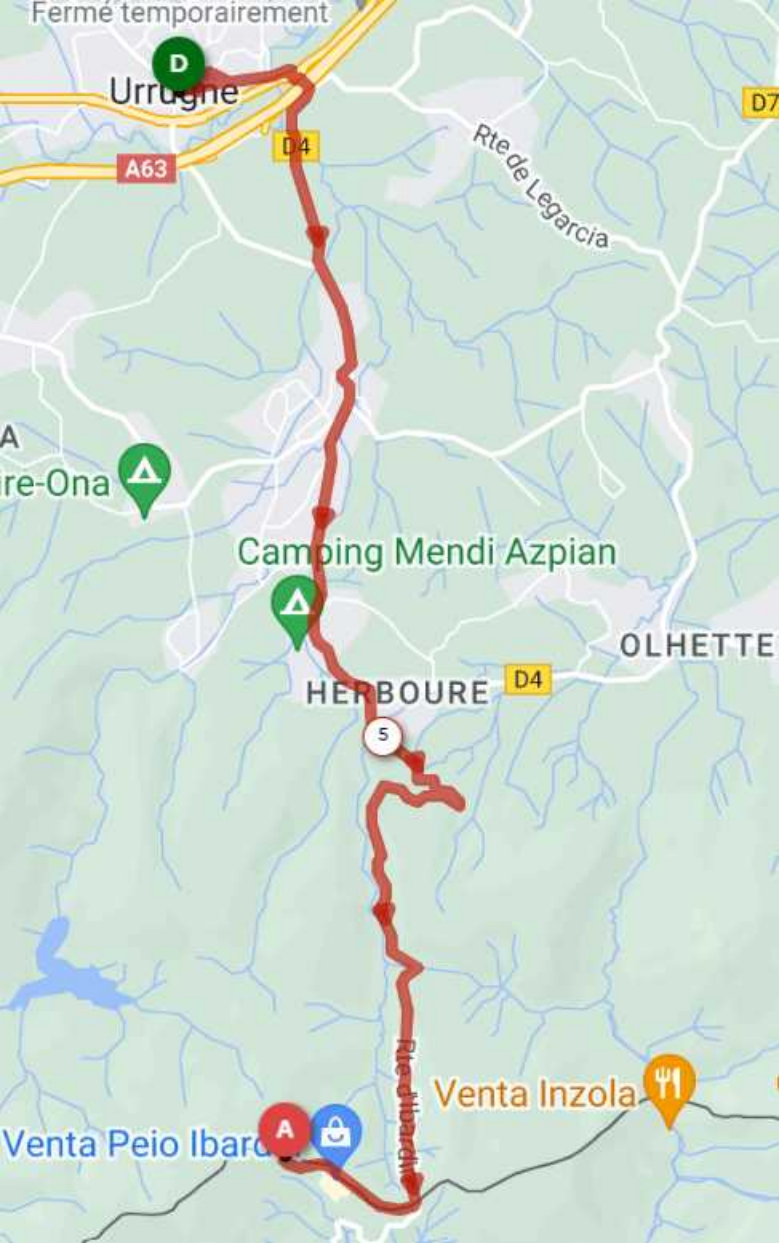 Fermé temporairement
D
Urrugne
D7
D4
A63
Rte de Legarcia
A
ire-Ona
Camping Mendi Azpian
OLHETTE
D4
HERBOURE
5
Rte d'Ibardin
Venta Inzola
A
Venta Peio Ibard